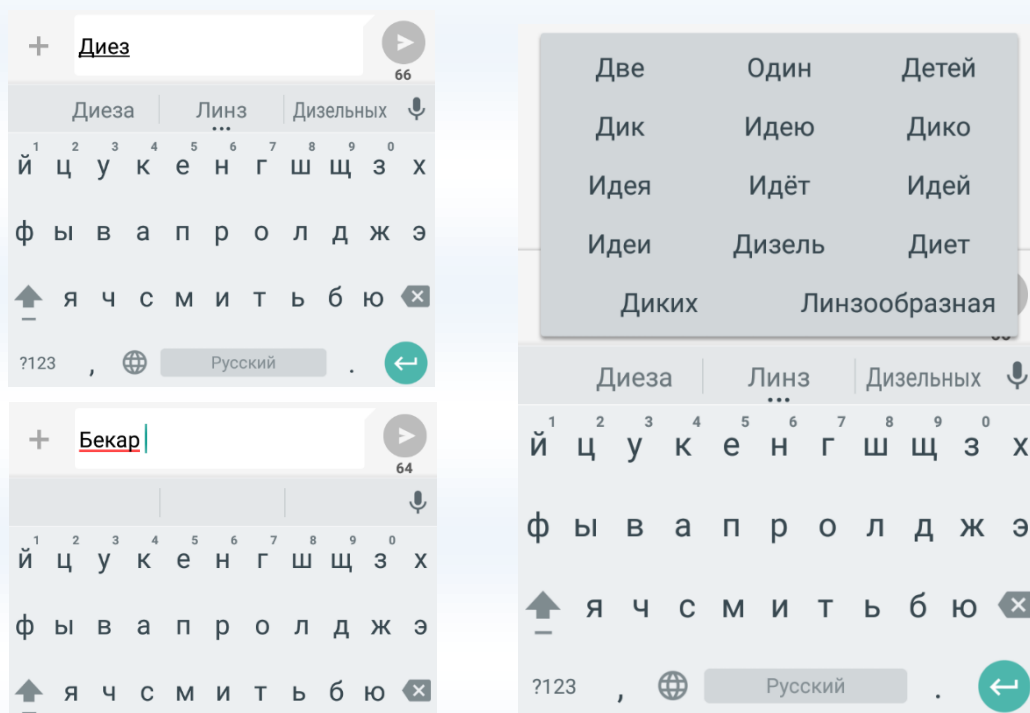 Диез
66
Диеза Линз Дизельных
1 2 3 4 5 6 7 8 9 0
й ц у к е н г ш щ з х
ф ы в а п р о л д ж э
я ч с м и т ь б ю
?123 , Русский .
Бекар
64
1 2 3 4 5 6 7 8 9 0
й ц у к е н г ш щ з х
ф ы в а п р о л д ж э
я ч с м и т ь б ю
Две Один Детей
Дик Идею Дико
Идея Идёт Идей
Идеи Дизель Диет
Диких Линзообразная
Диеза Линз Дизельных
1 2 3 4 5 6 7 8 9 0
й ц у к е н г ш щ з х
ф ы в а п р о л д ж э
я ч с м и т ь б ю
?123 , Русский .